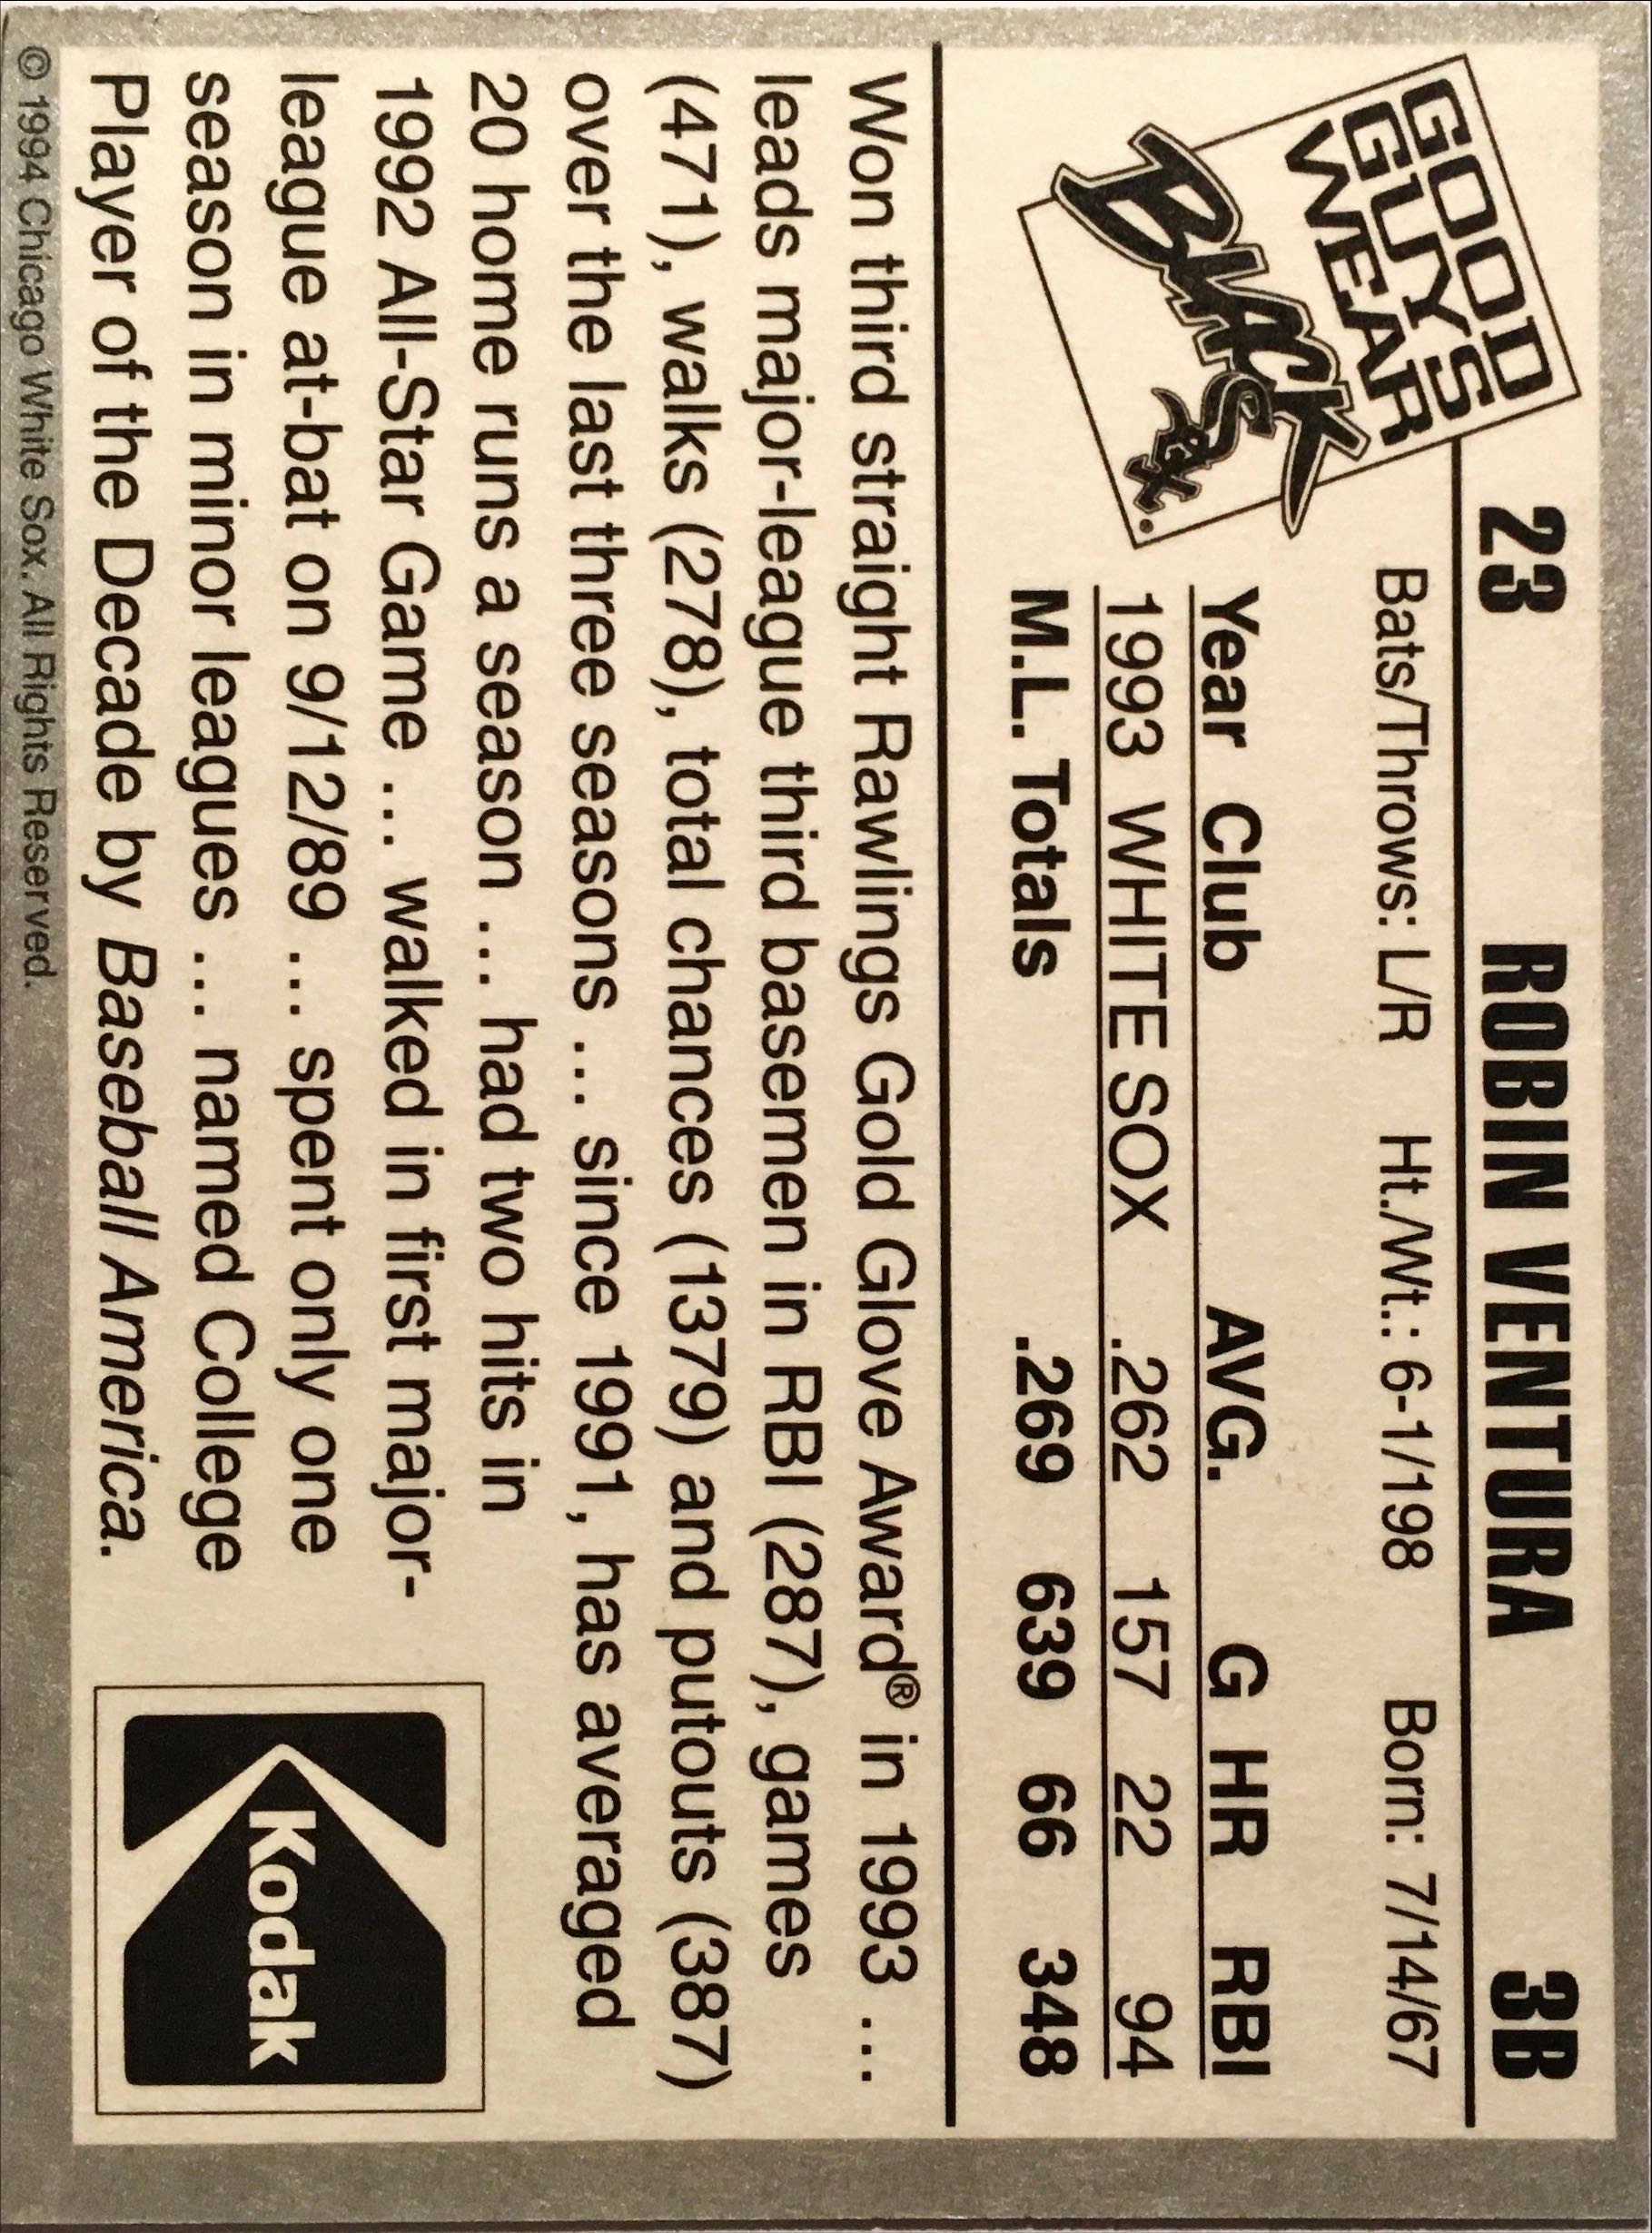 GOOD
GUYS
WEAR
BLACK
Sox
23 ROBIN VENTURA 3B
Bats/Throws: L/R Ht./Wt.: 6-1/198 Born: 7/14/67
Year Club AVG. G HR RBI
1993 WHITE SOX .262 157 22 94
M.L. Totals .269 639 66 348
Won third straight Rawlings Gold Glove Award® in 1993 ...
leads major-league third basemen in RBI (287), games
(471), walks (278), total chances (1379) and putouts (387)
over the last three seasons ... since 1991, has averaged
20 home runs a season ... had two hits in
1992 All-Star Game ... walked in first major-
league at-bat on 9/12/89 ... spent only one
season in minor leagues ... named College
Player of the Decade by Baseball America.
Kodak
© 1994 Chicago White Sox. All Rights Reserved.